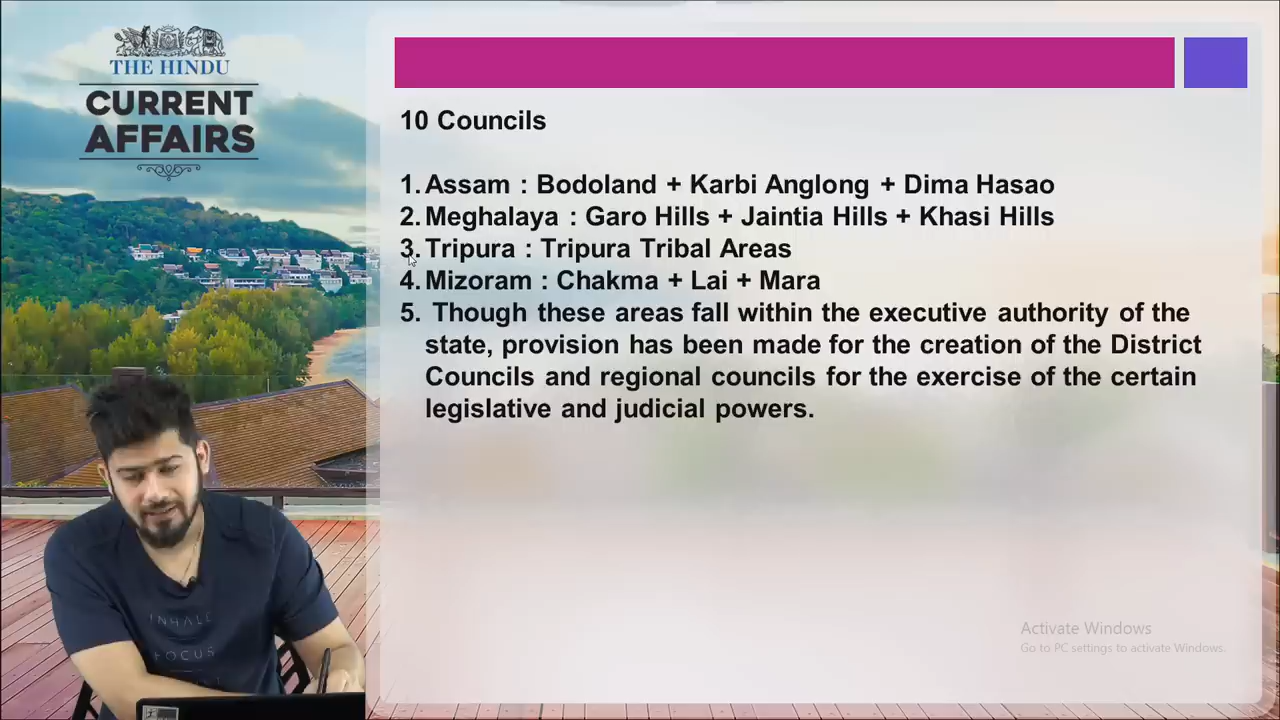 THE HINDU
CURRENT
AFFAIRS
10 Councils
1. Assam : Bodoland + Karbi Anglong + Dima Hasao
2. Meghalaya : Garo Hills + Jaintia Hills + Khasi Hills
3. Tripura : Tripura Tribal Areas
4. Mizoram : Chakma + Lai + Mara
5. Though these areas fall within the executive authority of the
state, provision has been made for the creation of the District
Councils and regional councils for the exercise of the certain
legislative and judicial powers.
INHALE
FOCUS
Activate Windows
Go to PC settings to activate Windows.